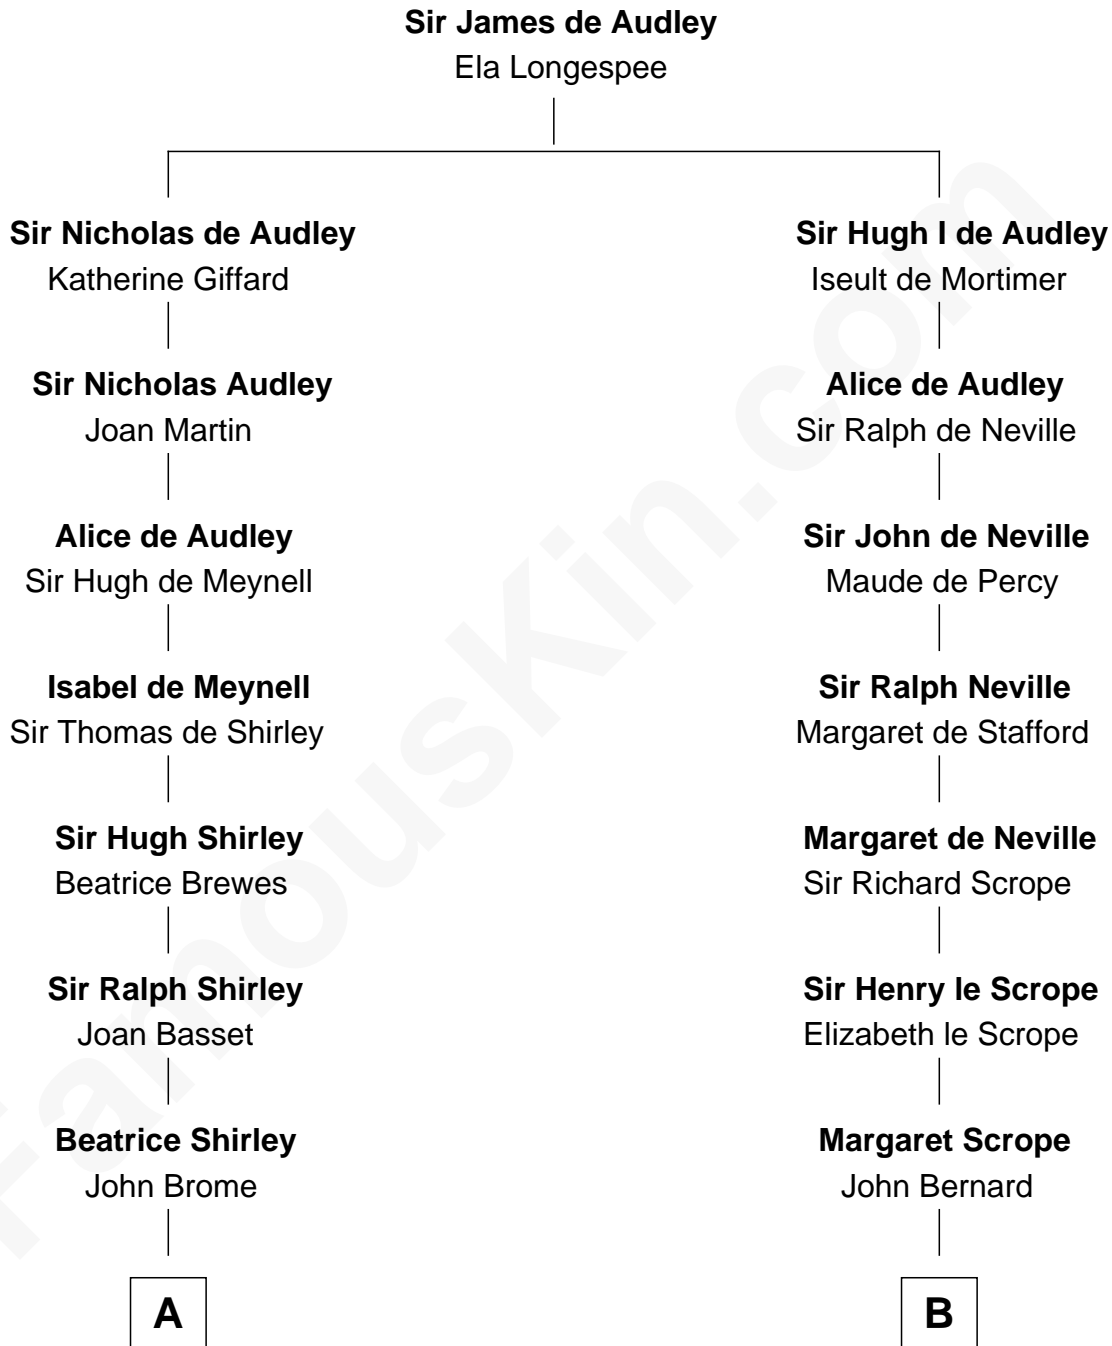 Sir James de Audley
Ela Longespee
Sir Nicholas de Audley
Katherine Giffard
Sir Nicholas Audley
Joan Martin
Alice de Audley
Sir Hugh de Meynell
Isabel de Meynell
Sir Thomas de Shirley
Sir Hugh Shirley
Beatrice Brewes
Sir Ralph Shirley
Joan Basset
Beatrice Shirley
John Brome
A
Sir Hugh I de Audley
Iseult de Mortimer
Alice de Audley
Sir Ralph de Neville
Sir John de Neville
Maude de Percy
Sir Ralph Neville
Margaret de Stafford
Margaret de Neville
Sir Richard Scrope
Sir Henry le Scrope
Elizabeth le Scrope
Margaret Scrope
John Bernard
B
FamousKin.com